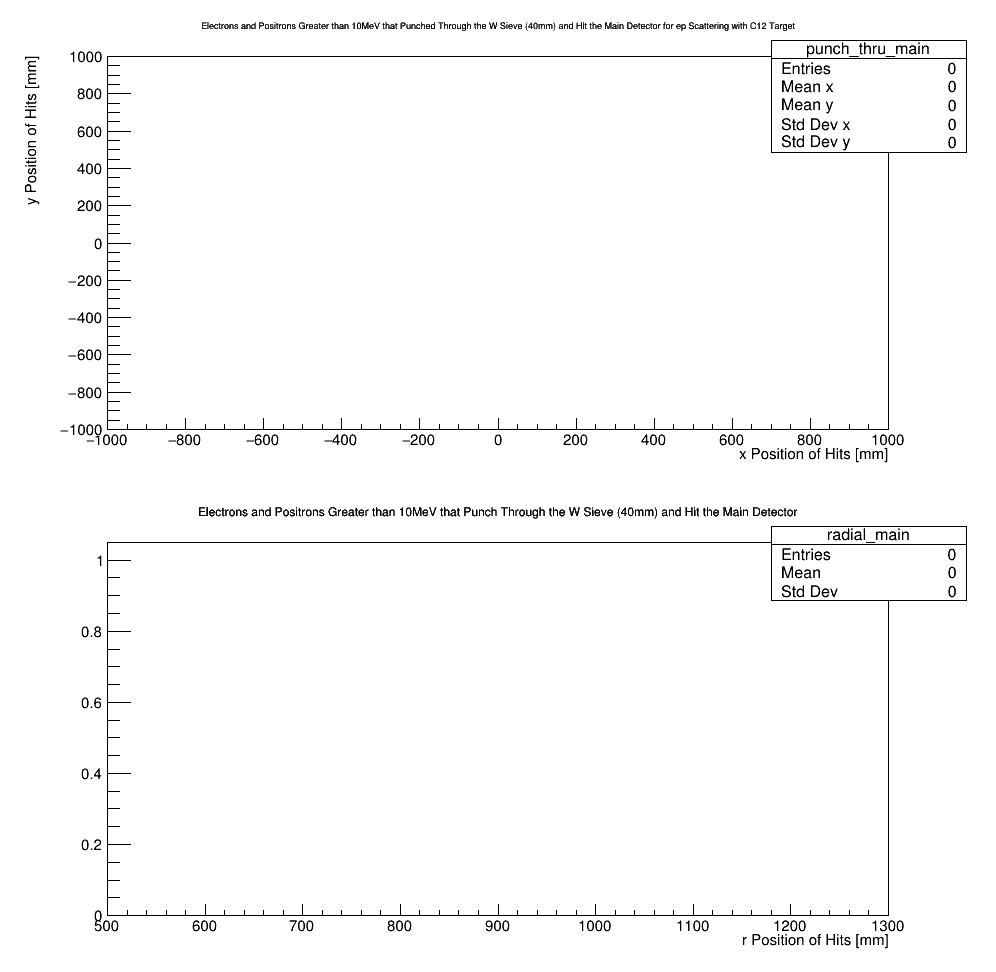 Electrons and Positrons Greater than 10MeV that Punched Through the W Sieve (40mm) and Hit the Main Detector for ep Scattering with C12 Target
punch_thru_main
Entries 0
Mean x 0
Mean y 0
Std Dev x 0
Std Dev y 0
y Position of Hits [mm]
1000
800
600
400
200
0
−200
−400
−600
−800
−1000
−1000 −800 −600 −400 −200 0 200 400 600 800 1000
x Position of Hits [mm]
Electrons and Positrons Greater than 10MeV that Punch Through the W Sieve (40mm) and Hit the Main Detector
radial_main
Entries 0
Mean 0
Std Dev 0
1
0.8
0.6
0.4
0.2
0
500 600 700 800 900 1000 1100 1200 1300
r Position of Hits [mm]